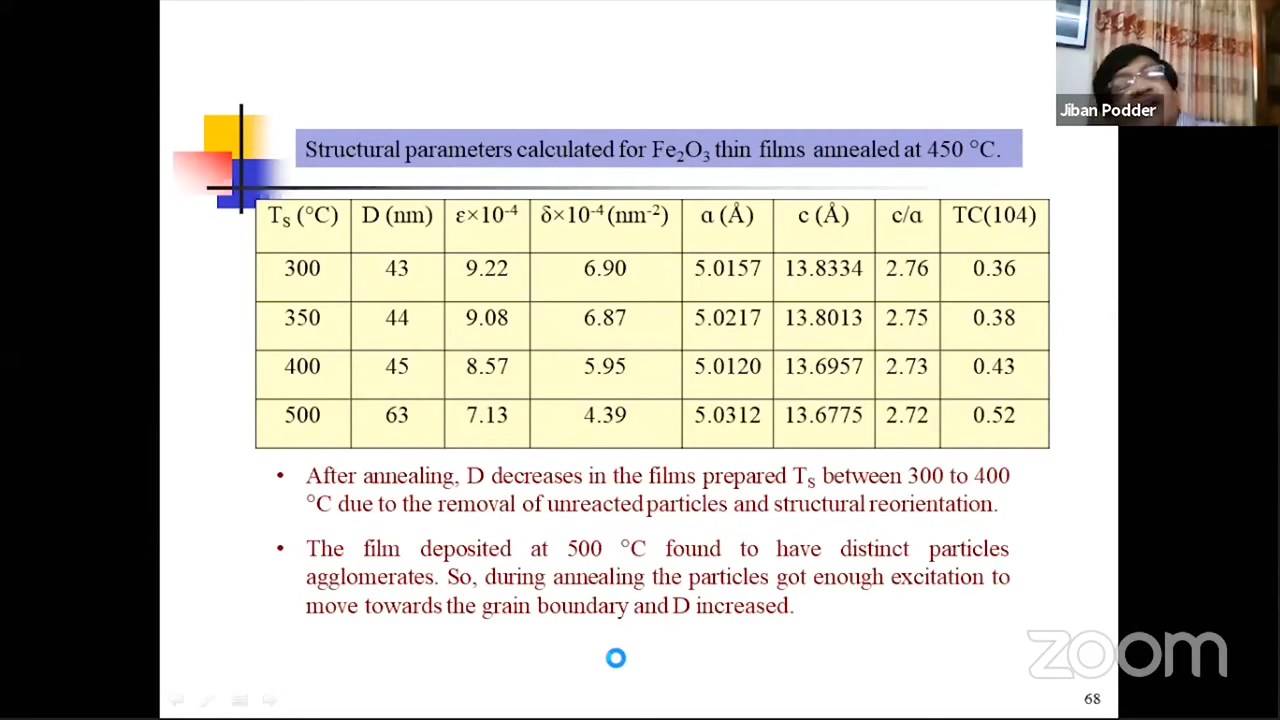 Jiban Podder
Structural parameters calculated for Fe₂O₃ thin films annealed at 450 °C.
Tₛ (°C) D (nm) ε×10⁻⁴ δ×10⁻⁴ (nm⁻²) ɑ (Å) c (Å) c/ɑ TC(104)
300 43 9.22 6.90 5.0157 13.8334 2.76 0.36
350 44 9.08 6.87 5.0217 13.8013 2.75 0.38
400 45 8.57 5.95 5.0120 13.6957 2.73 0.43
500 63 7.13 4.39 5.0312 13.6775 2.72 0.52
• After annealing, D decreases in the films prepared Tₛ between 300 to 400
°C due to the removal of unreacted particles and structural reorientation.
• The film deposited at 500 °C found to have distinct particles
agglomerates. So, during annealing the particles got enough excitation to
move towards the grain boundary and D increased.
zoom
68